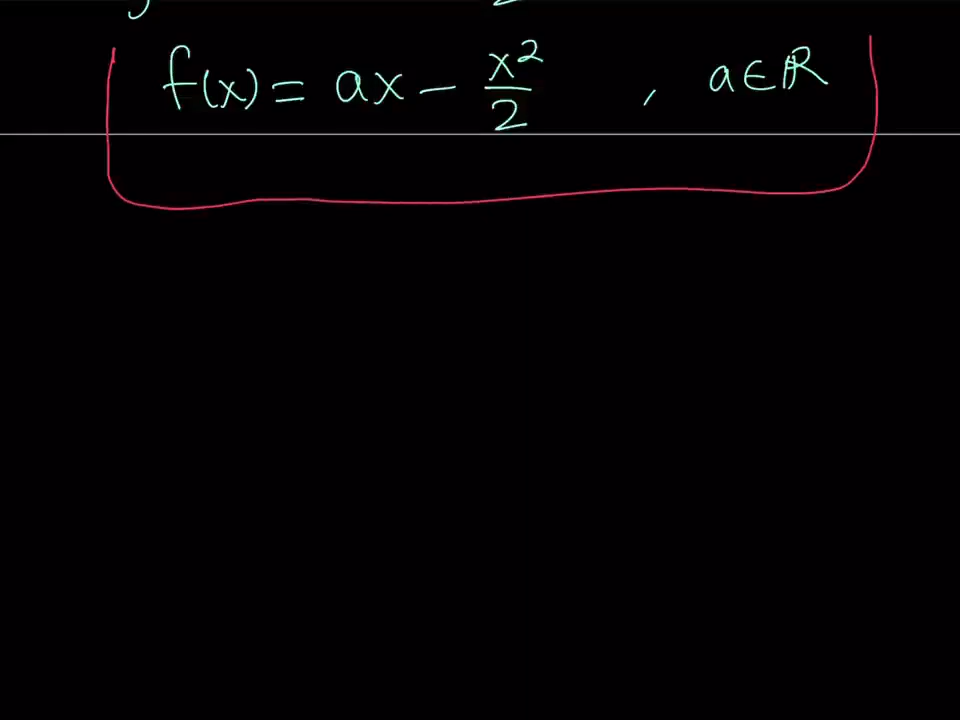 f(x) = ax - x²/2 , a∈ℝ